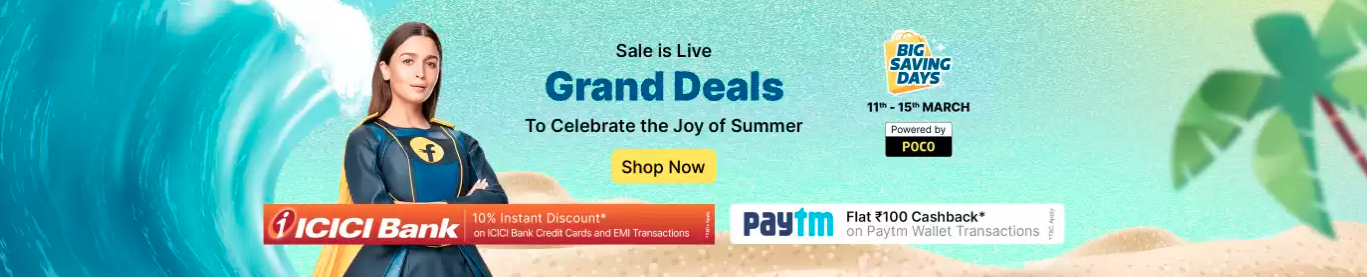 Sale is Live
Grand Deals
To Celebrate the Joy of Summer
Shop Now
BIG
SAVING
DAYS
11th - 15th MARCH
Powered by
POCO
f
ICICI Bank
10% Instant Discount*
on ICICI Bank Credit Cards and EMI Transactions
*T&C Apply
paytm
Flat ₹100 Cashback*
on Paytm Wallet Transactions
*T&C Apply